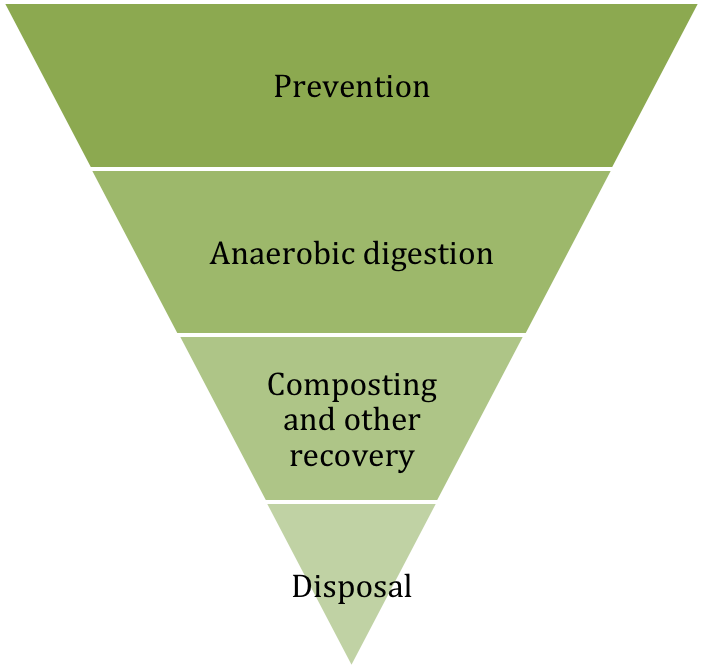 Prevention
Anaerobic digestion
Composting
and other
recovery
Disposal